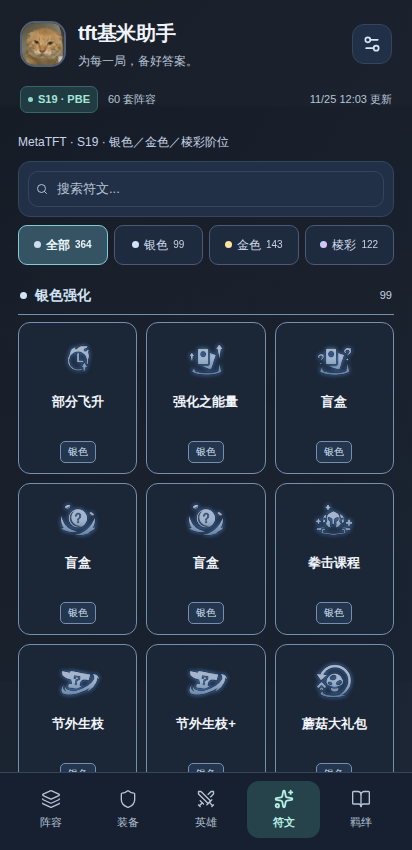 tft基米助手
为每一局，备好答案。
S19 · PBE
60 套阵容
11/25 12:03 更新
MetaTFT · S19 · 银色／金色／棱彩阶位
搜索符文...
全部 364
银色 99
金色 143
棱彩 122
银色强化
99
部分飞升
强化之能量
盲盒
银色
银色
银色
盲盒
盲盒
拳击课程
银色
银色
银色
节外生枝
节外生枝+
蘑菇大礼包
阵容
装备
英雄
符文
羁绊